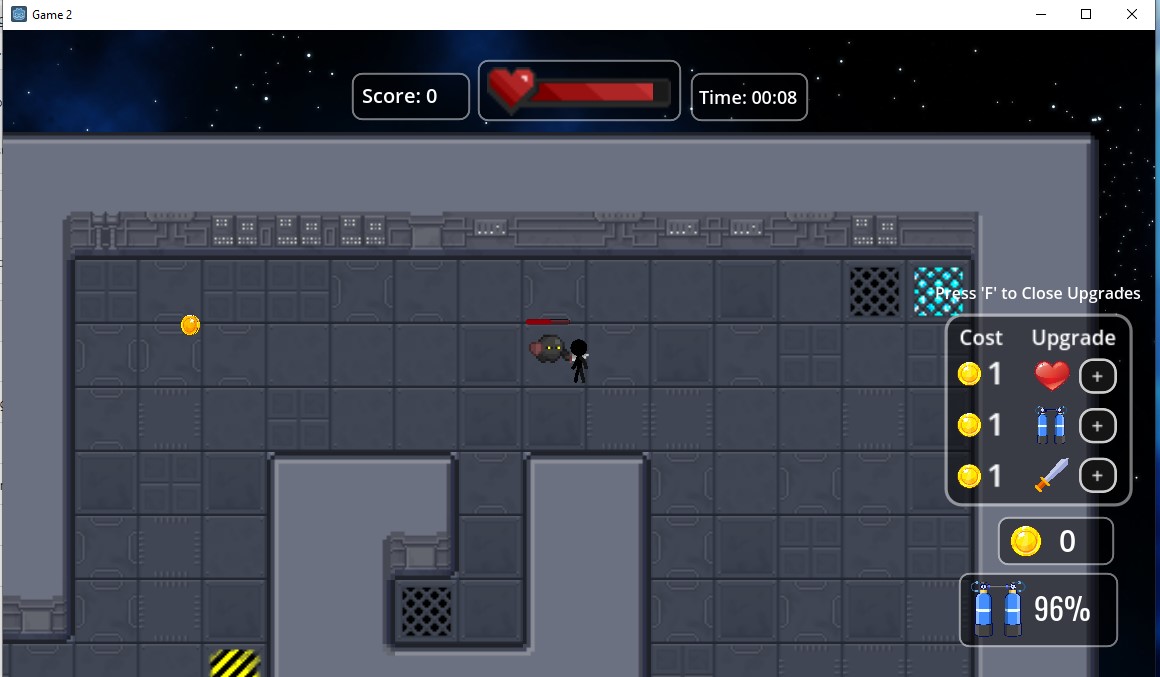 Game 2
Score: 0
Time: 00:08
Press 'F' to Close Upgrades
Cost Upgrade
1 +
1 +
1 +
0
96%